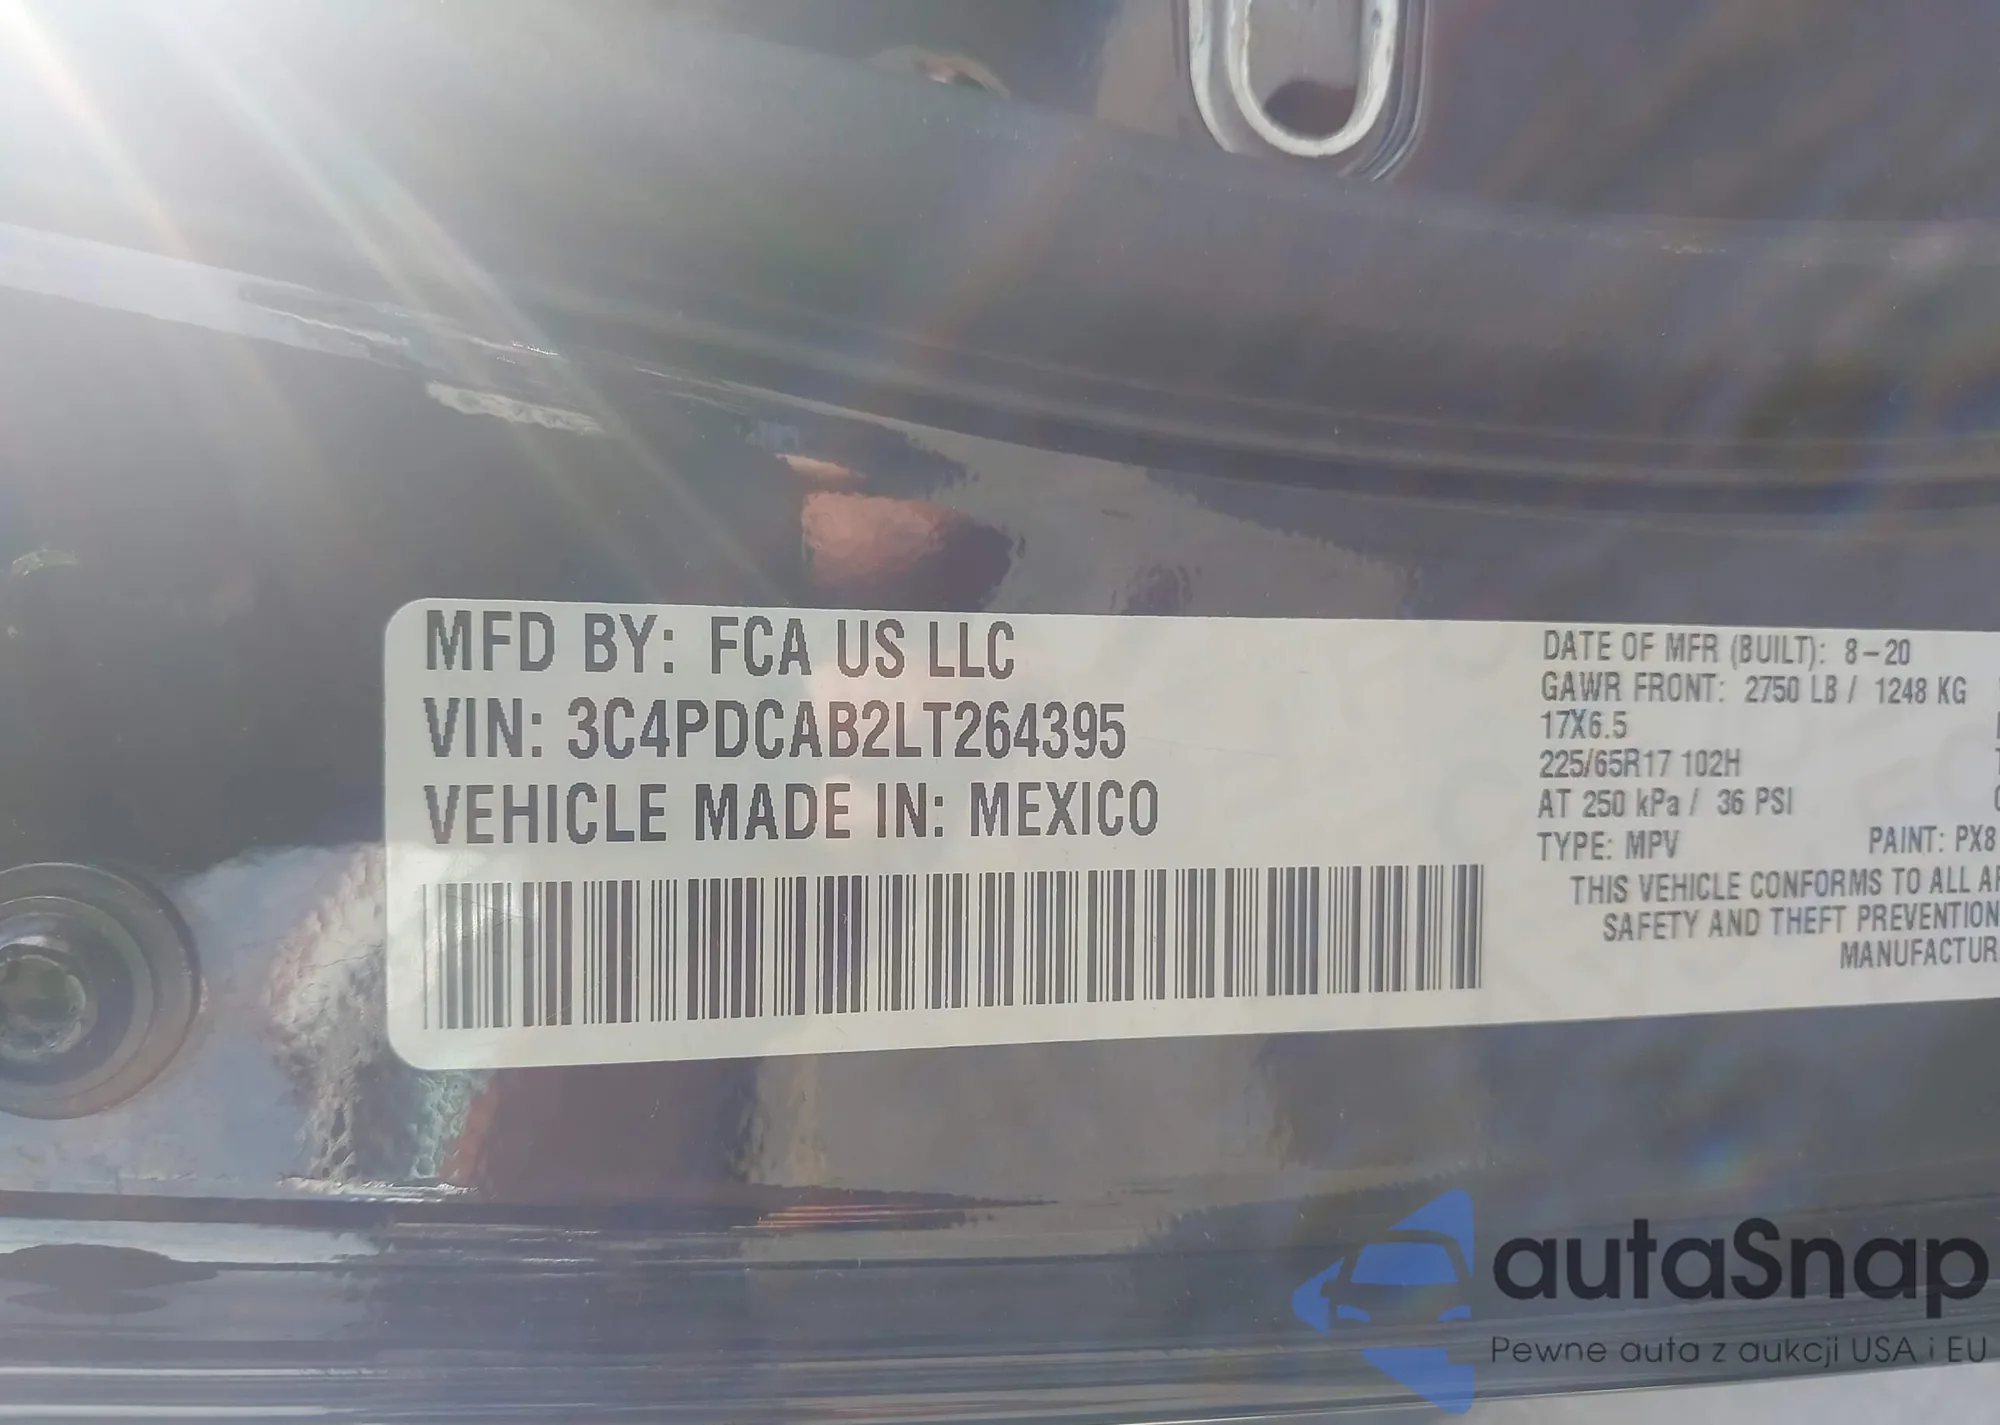 MFD BY: FCA US LLC
VIN: 3C4PDCAB2LT264395
VEHICLE MADE IN: MEXICO
DATE OF MFR (BUILT): 8-20
GAWR FRONT: 2750 LB / 1248 KG
17X6.5
225/65R17 102H
AT 250 kPa / 36 PSI
TYPE: MPV PAINT: PX8
THIS VEHICLE CONFORMS TO ALL
SAFETY AND THEFT PREVENTION
MANUFACTUR
autaSnap
Pewne auta z aukcji USA i EU